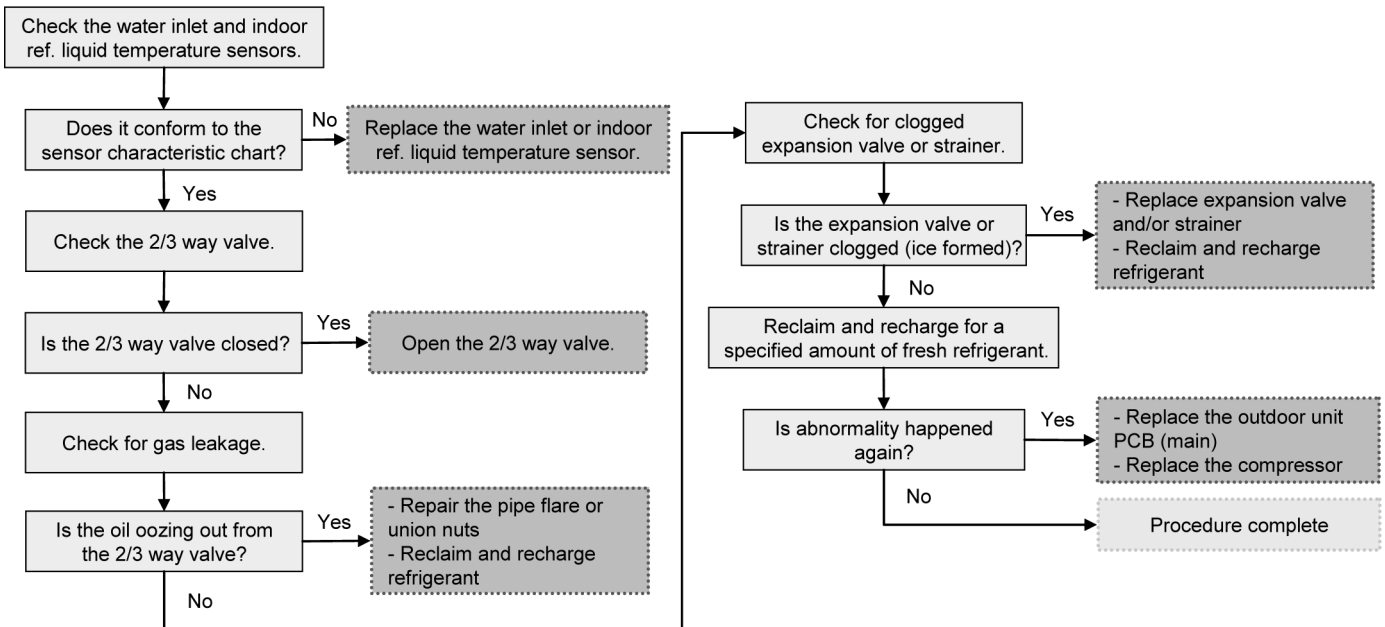 Check the water inlet and indoor
ref. liquid temperature sensors.
Does it conform to the
sensor characteristic chart?
No
Replace the water inlet or indoor
ref. liquid temperature sensor.
Yes
Check the 2/3 way valve.
Is the 2/3 way valve closed?
Yes
Open the 2/3 way valve.
No
Check for gas leakage.
Is the oil oozing out from
the 2/3 way valve?
Yes
- Repair the pipe flare or
union nuts
- Reclaim and recharge
refrigerant
No
Check for clogged
expansion valve or strainer.
Is the expansion valve or
strainer clogged (ice formed)?
Yes
- Replace expansion valve
and/or strainer
- Reclaim and recharge
refrigerant
No
Reclaim and recharge for a
specified amount of fresh refrigerant.
Is abnormality happened
again?
Yes
- Replace the outdoor unit
PCB (main)
- Replace the compressor
No
Procedure complete